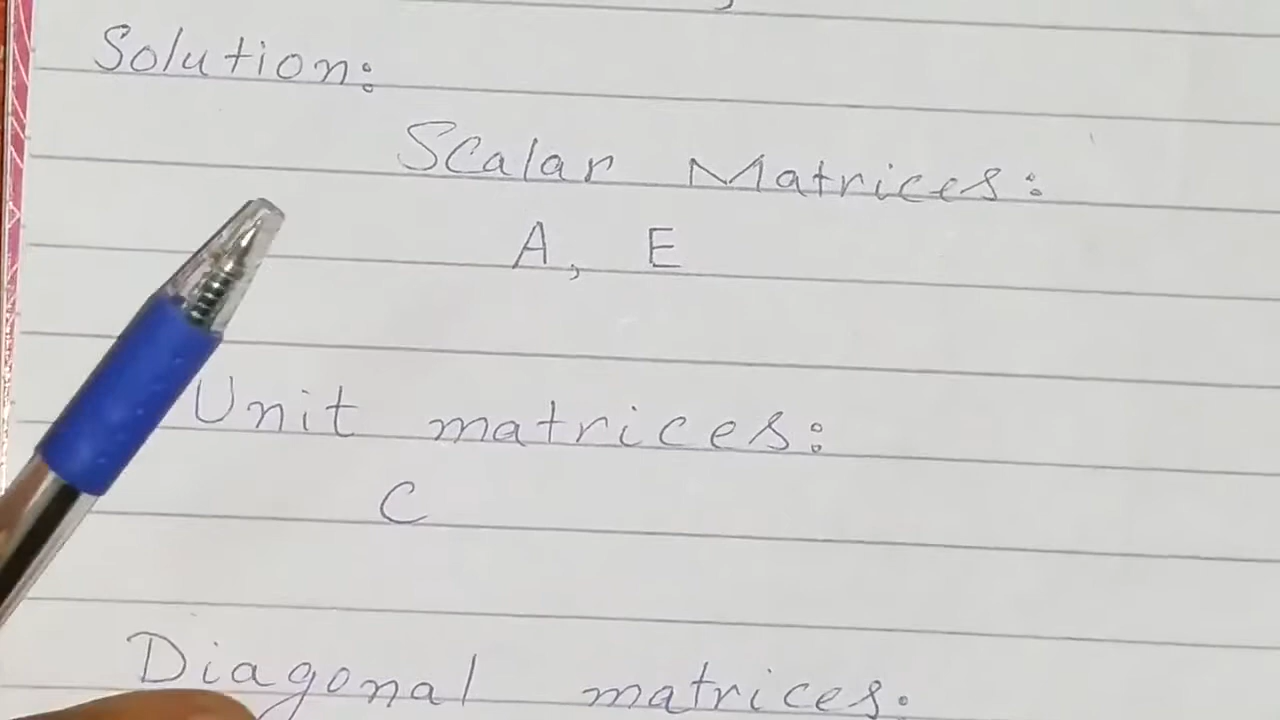 Solution:
Scalar Matrices:
A, E
Unit matrices:
C
Diagonal matrices: